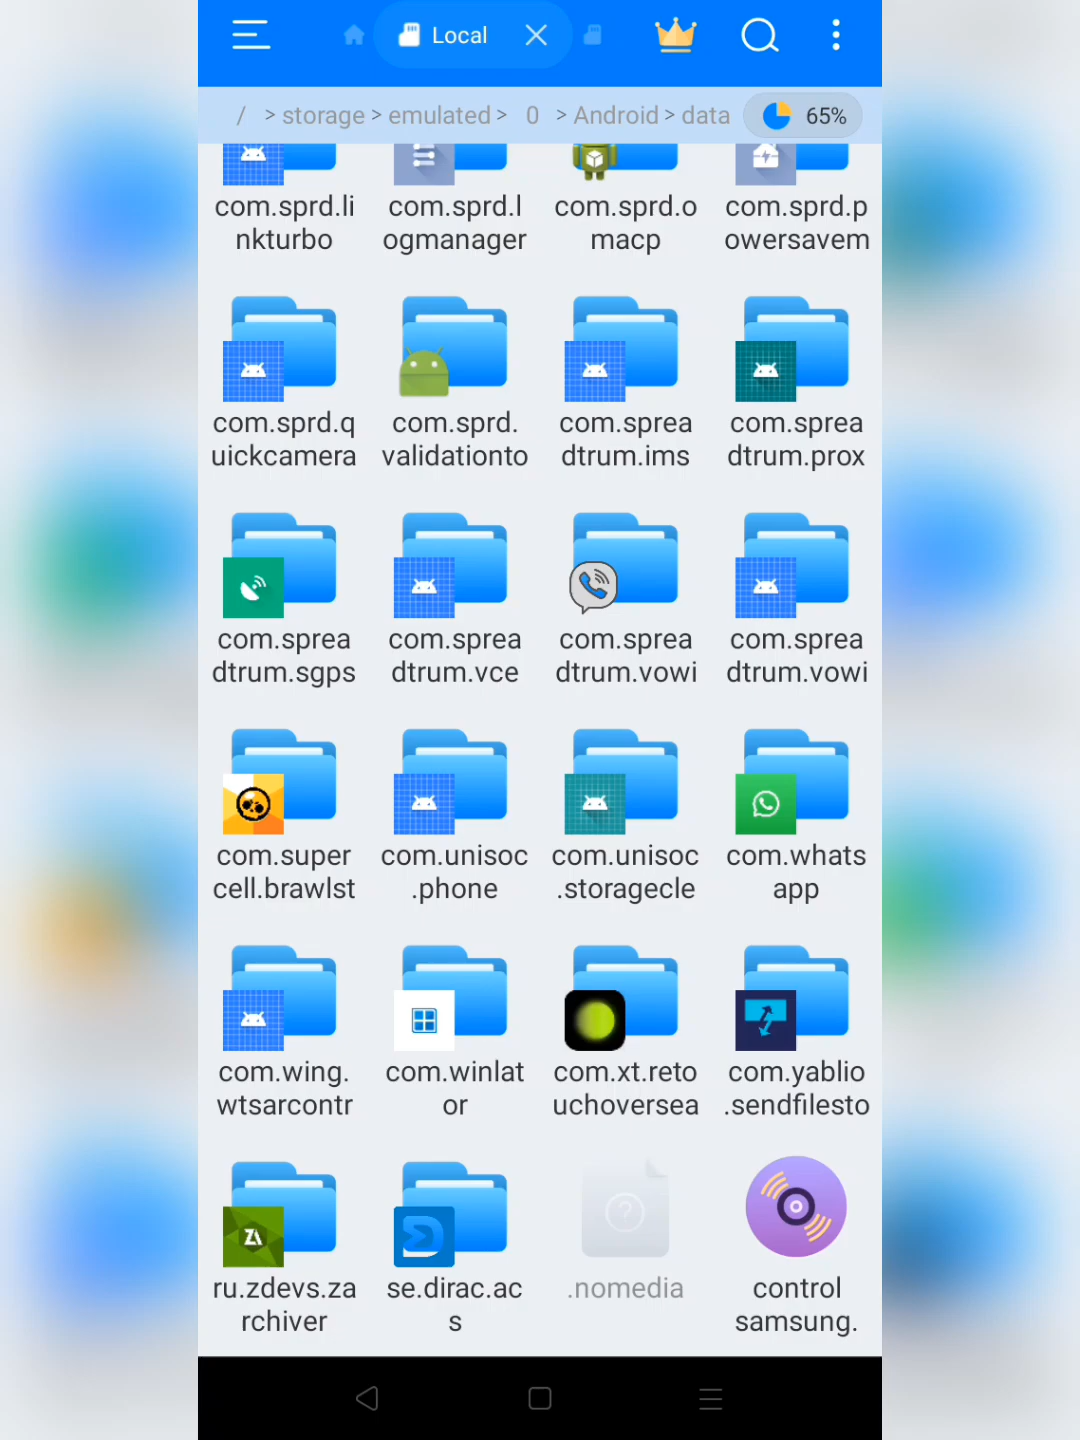 Local
/ > storage > emulated > 0 > Android > data 65%
com.sprd.li
nkturbo
com.sprd.l
ogmanager
com.sprd.o
macp
com.sprd.p
owersavem
com.sprd.q
uickcamera
com.sprd.
validationto
com.sprea
dtrum.ims
com.sprea
dtrum.prox
com.sprea
dtrum.sgps
com.sprea
dtrum.vce
com.sprea
dtrum.vowi
com.sprea
dtrum.vowi
com.super
cell.brawlst
com.unisoc
.phone
com.unisoc
.storagecle
com.whats
app
com.wing.
wtsarcontr
com.winlat
or
com.xt.reto
uchoversea
com.yablio
.sendfilesto
ZA
ru.zdevs.za
rchiver
se.dirac.ac
s
?
.nomedia
control
samsung.